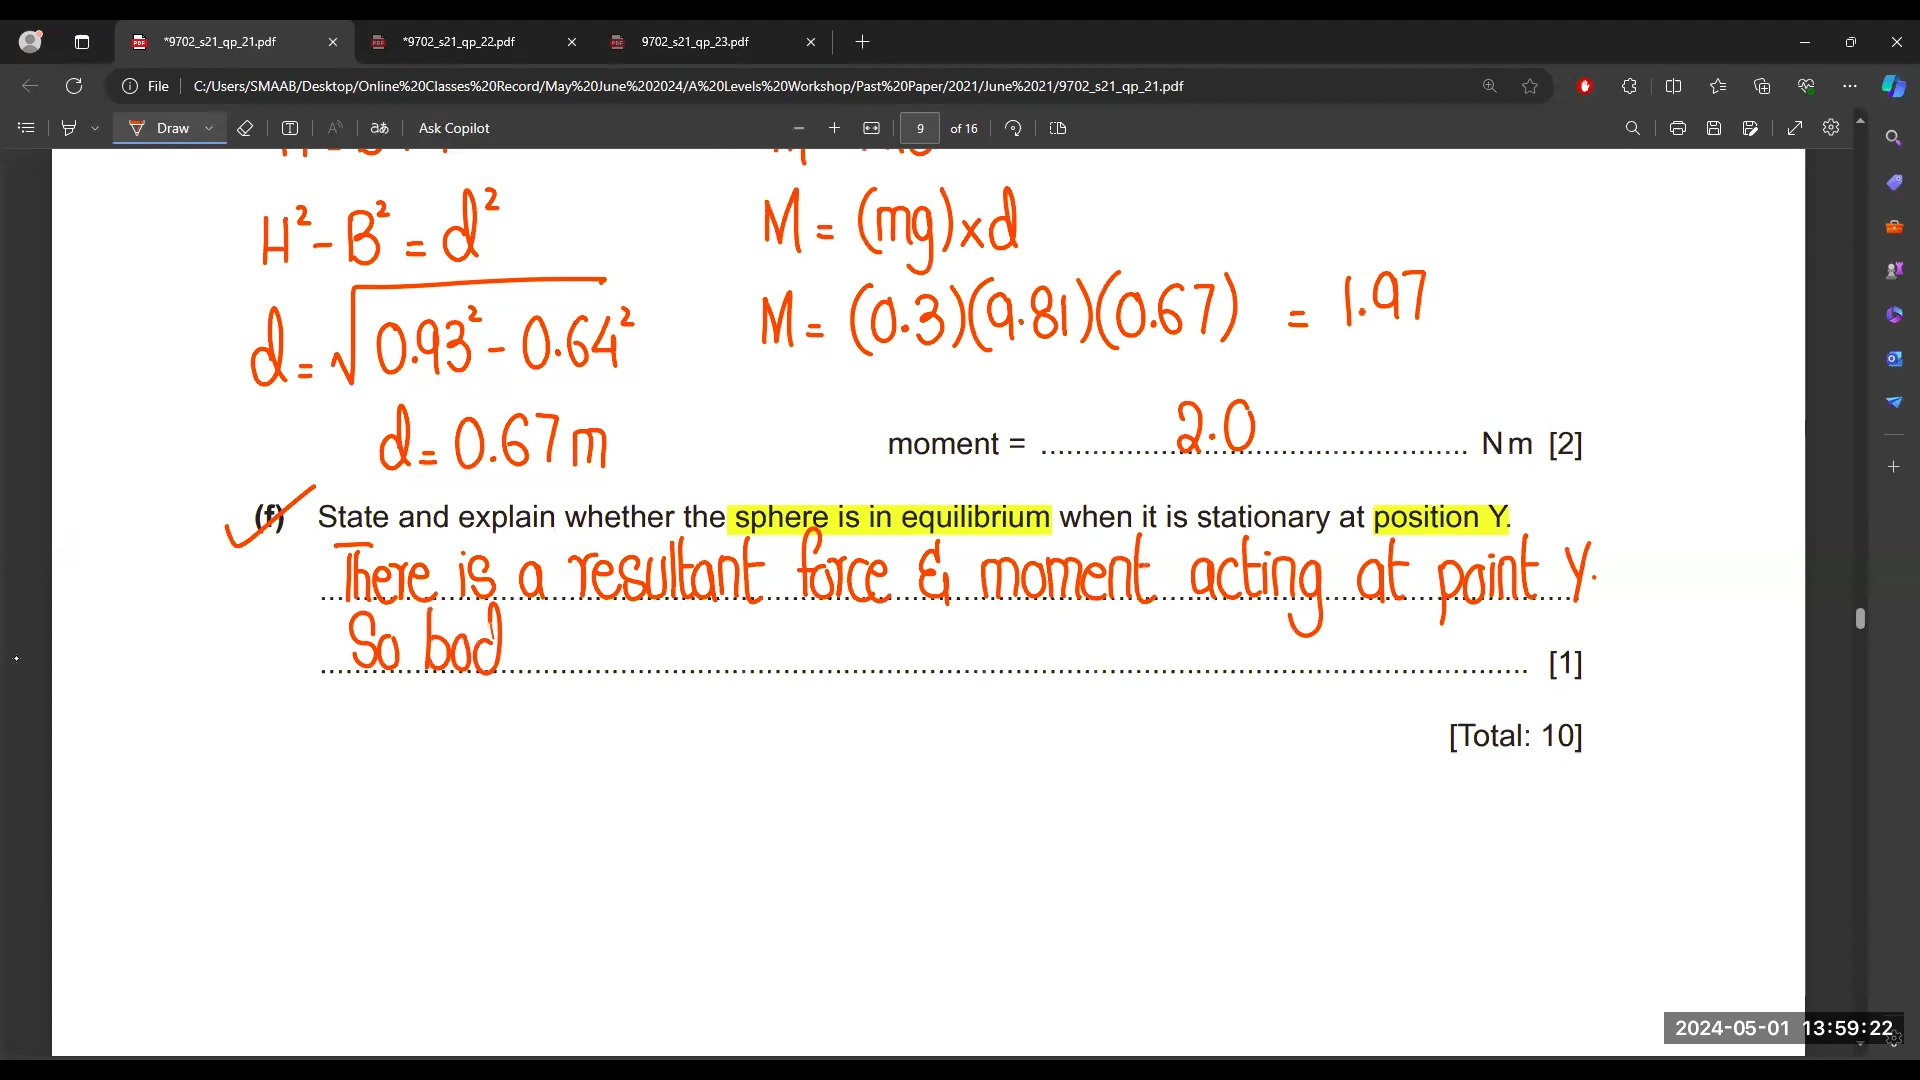 *9702_s21_qp_21.pdf
*9702_s21_qp_22.pdf
9702_s21_qp_23.pdf
File
C:/Users/SMAAB/Desktop/Online%20Classes%20Record/May%20June%202024/A%20Levels%20Workshop/Past%20Paper/2021/June%2021/9702_s21_qp_21.pdf
Draw
Ask Copilot
9 of 16
H² - B² = d²
M = (mg)×d
d = √0.93² - 0.64²
M = (0.3)(9.81)(0.67) = 1.97
d = 0.67 m
moment = 2.0 N m [2]
(f) State and explain whether the sphere is in equilibrium when it is stationary at position Y.
There is a resultant force & moment acting at point Y.
So bod
[1]
[Total: 10]
2024-05-01 13:59:22